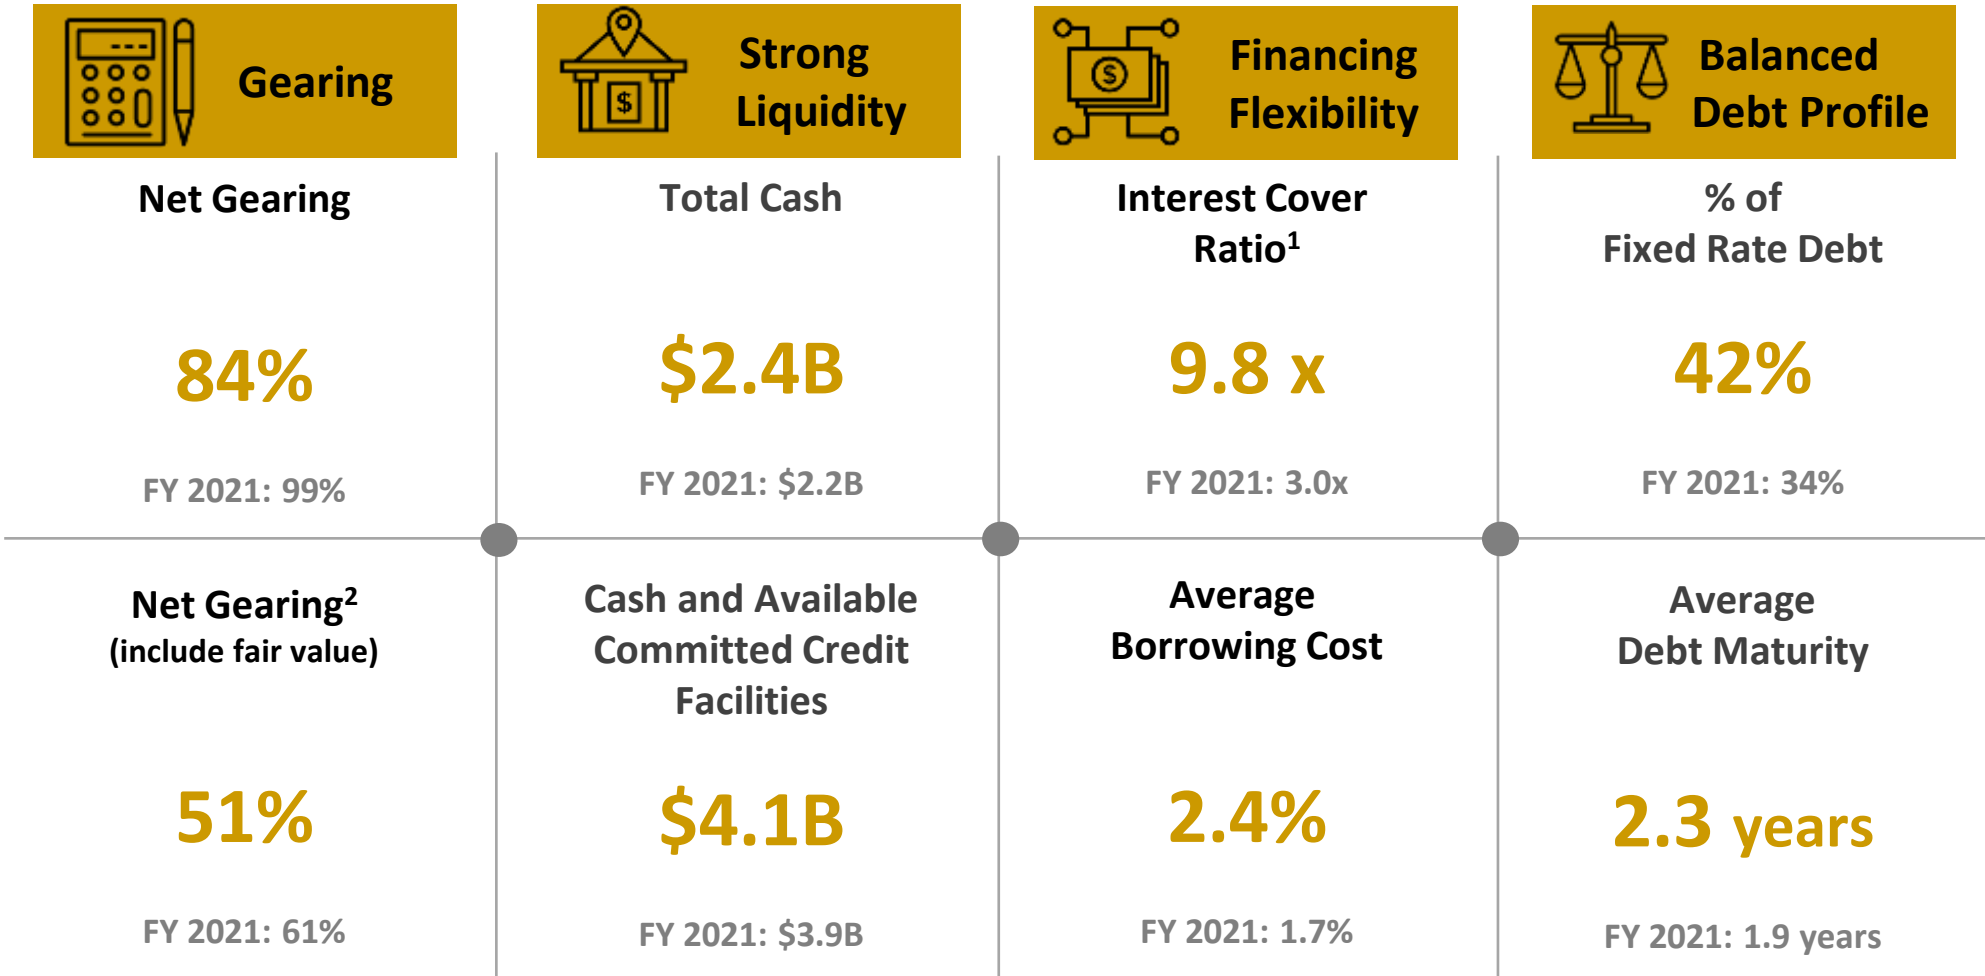 Gearing
Strong
Liquidity
Financing
Flexibility
Balanced
Debt Profile
Net Gearing
84%
FY 2021: 99%
Total Cash
$2.4B
FY 2021: $2.2B
Interest Cover
Ratio¹
9.8 x
FY 2021: 3.0x
% of
Fixed Rate Debt
42%
FY 2021: 34%
Net Gearing²
(include fair value)
51%
FY 2021: 61%
Cash and Available
Committed Credit
Facilities
$4.1B
FY 2021: $3.9B
Average
Borrowing Cost
2.4%
FY 2021: 1.7%
Average
Debt Maturity
2.3 years
FY 2021: 1.9 years